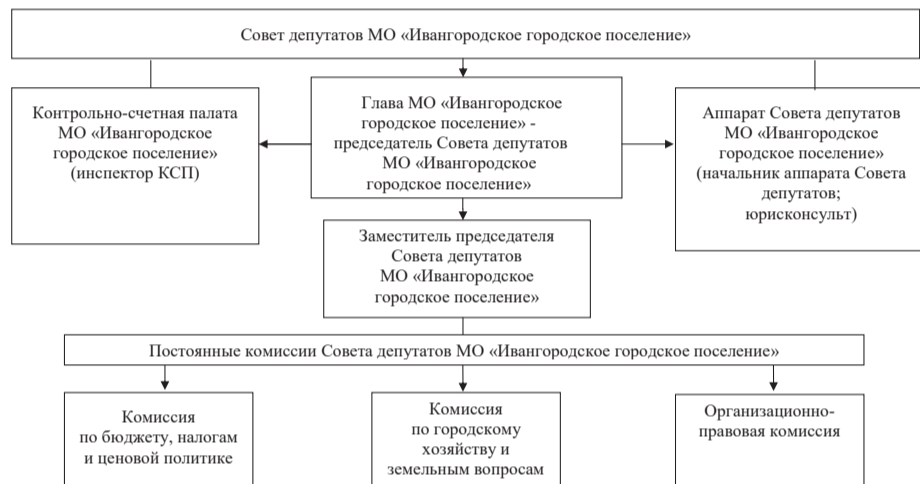 Совет депутатов МО «Ивангородское городское поселение»
Контрольно-счетная палата
МО «Ивангородское
городское поселение»
(инспектор КСП)
Глава МО «Ивангородское
городское поселение» -
председатель Совета депутатов
МО «Ивангородское
городское поселение»
Аппарат Совета депутатов
МО «Ивангородское
городское поселение»
(начальник аппарата Совета
депутатов;
юрисконсульт)
Заместитель председателя
Совета депутатов
МО «Ивангородское
городское поселение»
Постоянные комиссии Совета депутатов МО «Ивангородское городское поселение»
Комиссия
по бюджету, налогам
и ценовой политике
Комиссия
по городскому
хозяйству и
земельным вопросам
Организационно-
правовая комиссия